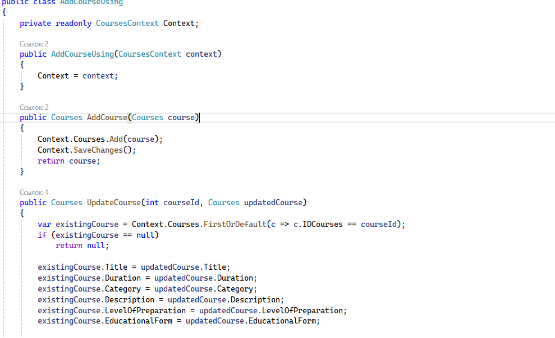 public class AddCourseUsing
{
private readonly CoursesContext Context;
Ссылок: 2
public AddCourseUsing(CoursesContext context)
{
Context = context;
}
Ссылок: 2
public Courses AddCourse(Courses course)
{
Context.Courses.Add(course);
Context.SaveChanges();
return course;
}
Ссылок: 1
public Courses UpdateCourse(int courseId, Courses updatedCourse)
{
var existingCourse = Context.Courses.FirstOrDefault(c => c.IDCourses == courseId);
if (existingCourse == null)
return null;
existingCourse.Title = updatedCourse.Title;
existingCourse.Duration = updatedCourse.Duration;
existingCourse.Category = updatedCourse.Category;
existingCourse.Description = updatedCourse.Description;
existingCourse.LevelOfPreparation = updatedCourse.LevelOfPreparation;
existingCourse.EducationalForm = updatedCourse.EducationalForm;